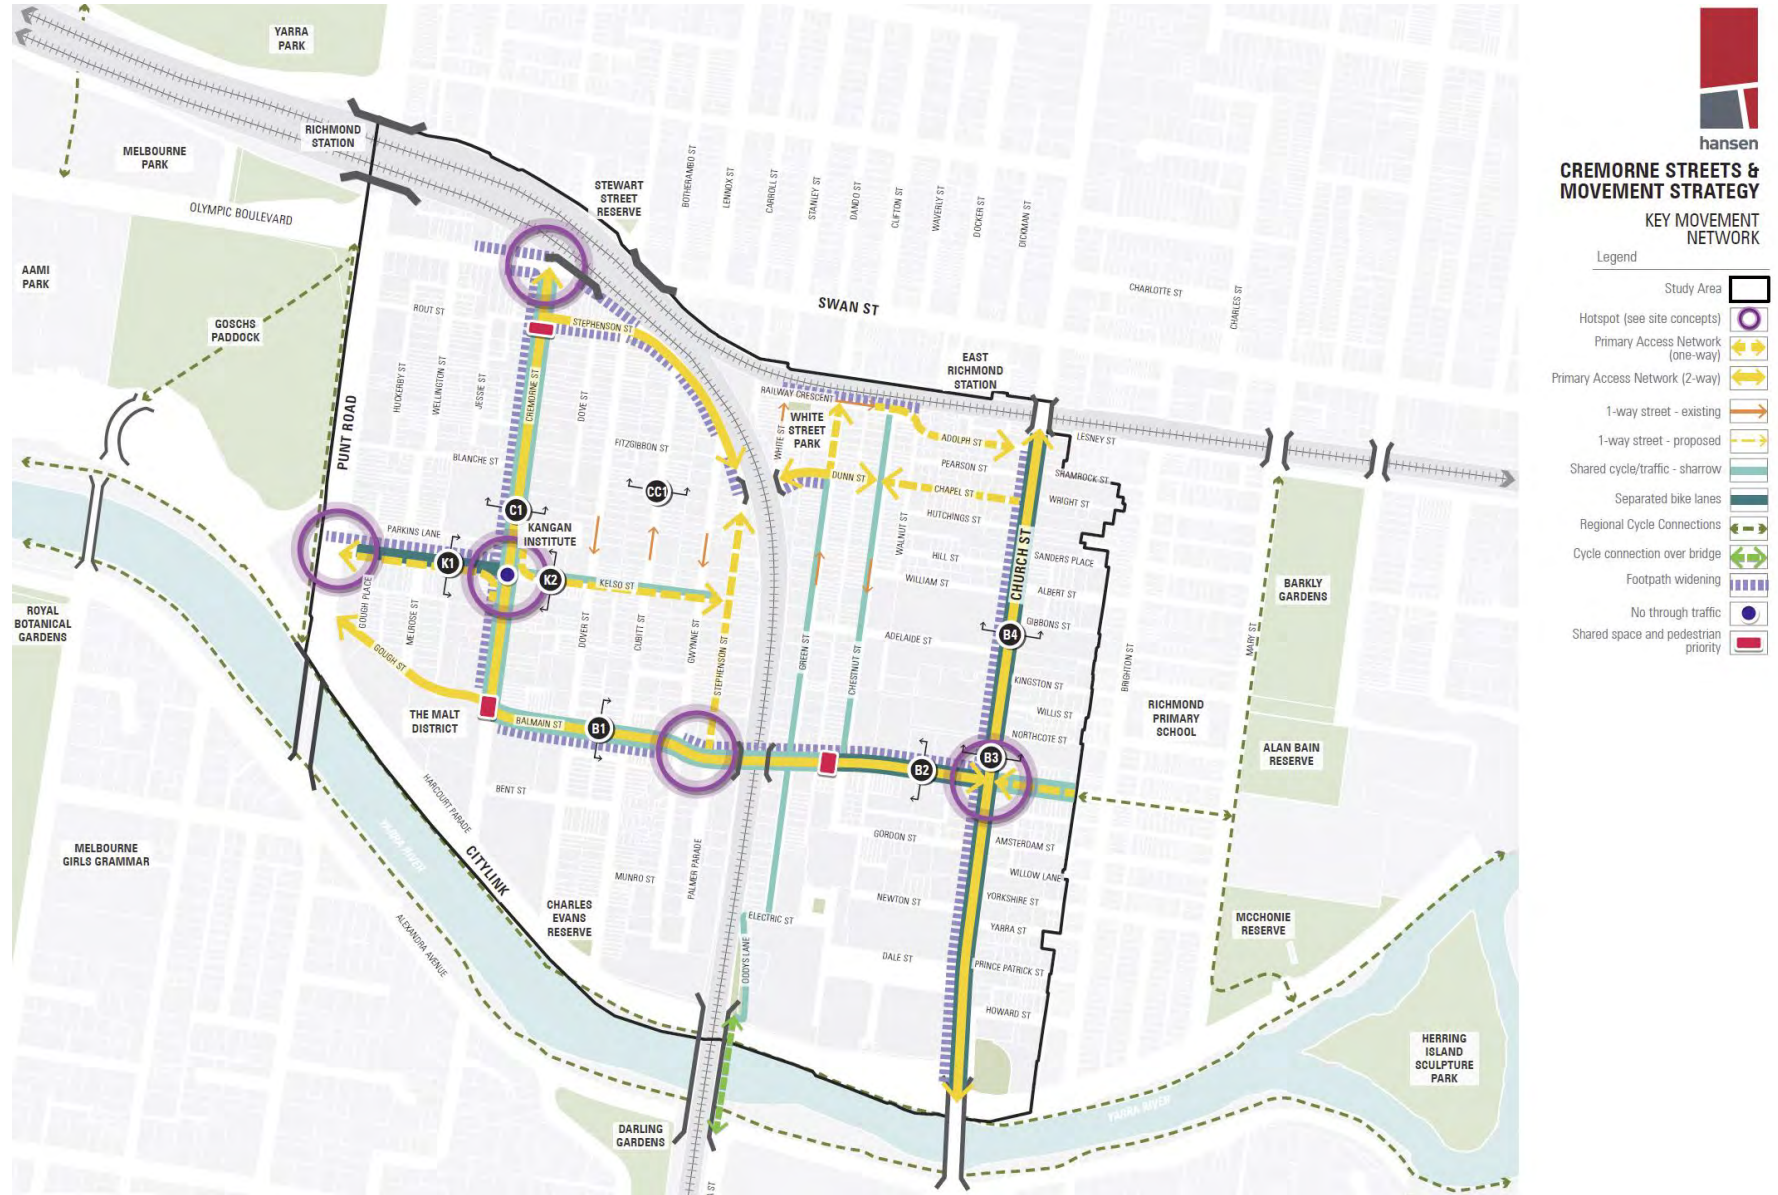 YARRA
PARK
RICHMOND
STATION
MELBOURNE
PARK
OLYMPIC BOULEVARD
STEWART
STREET
RESERVE
BOTHERAMBO ST
LENNOX ST
CARROLL ST
STANLEY ST
DANDO ST
CLIFTON ST
WAVERLY ST
DOCKER ST
DICKMAN ST
AAMI
PARK
GOSCHS
PADDOCK
SWAN ST
CHARLOTTE ST
CHARLES ST
ROUT ST
STEPHENSON ST
EAST
RICHMOND
STATION
HUCKERBY ST
WELLINGTON ST
JESSIE ST
CREMORNE ST
DOVE ST
RAILWAY CRESCENT
WHITE
STREET
PARK
WHITE ST
ADOLPH ST
LESNEY ST
PUNT ROAD
BLANCHE ST
FITZGIBBON ST
PEARSON ST
DUNN ST
CHAPEL ST
SHAMROCK ST
WRIGHT ST
CC1
C1
KANGAN
INSTITUTE
PARKINS LANE
HUTCHINGS ST
WALNUT ST
CHURCH ST
SANDERS PLACE
HILL ST
WILLIAM ST
K1
K2
KELSO ST
ALBERT ST
BARKLY
GARDENS
GIBBONS ST
ROYAL
BOTANICAL
GARDENS
GOUGH PLACE
MELROSE ST
DOVER ST
CUBITT ST
GWYNNE ST
STEPHENSON ST
GREEN ST
CHESTNUT ST
ADELAIDE ST
B4
BRIGHTON ST
MARY ST
GOUGH ST
KINGSTON ST
WILLIS ST
NORTHCOTE ST
RICHMOND
PRIMARY
SCHOOL
ALAN BAIN
RESERVE
THE MALT
DISTRICT
BALMAIN ST
B1
B2
B3
BENT ST
HARCOURT PARADE
CITYLINK
YARRA RIVER
MELBOURNE
GIRLS GRAMMAR
GORDON ST
AMSTERDAM ST
WILLOW LANE
MUNRO ST
PALMER PARADE
NEWTON ST
YORKSHIRE ST
CHARLES
EVANS
RESERVE
ELECTRIC ST
YARRA ST
MCCHONIE
RESERVE
ALEXANDRA AVENUE
ODDYS LANE
DALE ST
PRINCE PATRICK ST
HOWARD ST
HERRING
ISLAND
SCULPTURE
PARK
YARRA RIVER
DARLING
GARDENS
hansen
CREMORNE STREETS &
MOVEMENT STRATEGY
KEY MOVEMENT
NETWORK
Legend
Study Area
Hotspot (see site concepts)
Primary Access Network
(one-way)
Primary Access Network (2-way)
1-way street - existing
1-way street - proposed
Shared cycle/traffic - sharrow
Separated bike lanes
Regional Cycle Connections
Cycle connection over bridge
Footpath widening
No through traffic
Shared space and pedestrian
priority